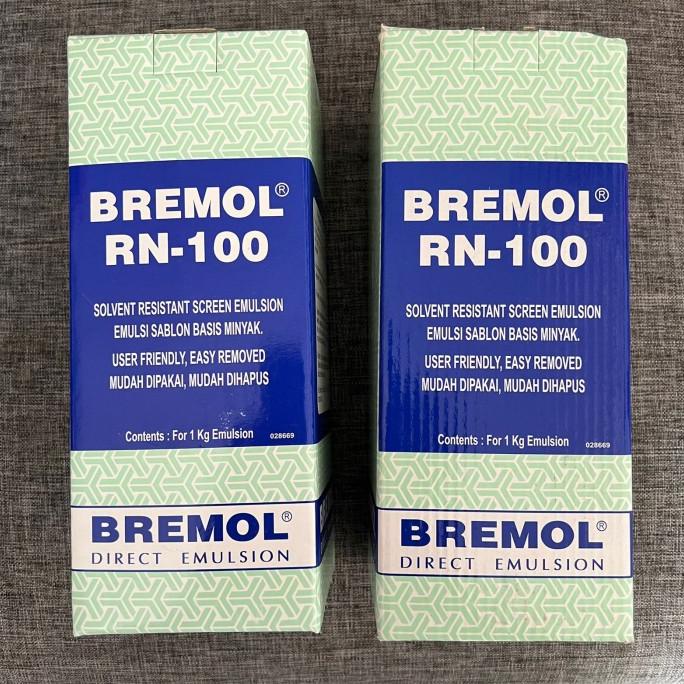 BREMOL®
RN-100
SOLVENT RESISTANT SCREEN EMULSION
EMULSI SABLON BASIS MINYAK.
USER FRIENDLY, EASY REMOVED
MUDAH DIPAKAI, MUDAH DIHAPUS
Contents : For 1 Kg Emulsion 028669
BREMOL®
DIRECT EMULSION
BREMOL®
RN-100
SOLVENT RESISTANT SCREEN EMULSION
EMULSI SABLON BASIS MINYAK.
USER FRIENDLY, EASY REMOVED
MUDAH DIPAKAI, MUDAH DIHAPUS
Contents : For 1 Kg Emulsion 028669
BREMOL®
DIRECT EMULSION